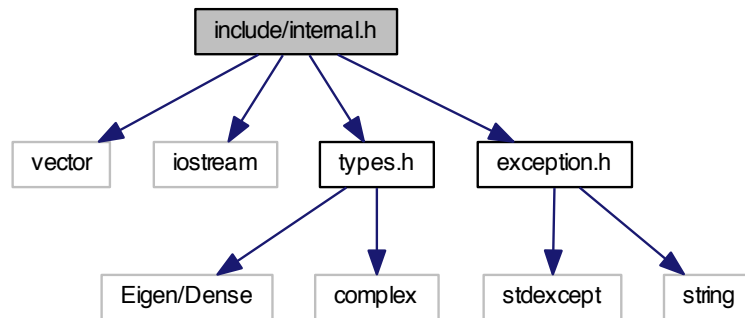 include/internal.h
vector
iostream
types.h
exception.h
Eigen/Dense
complex
stdexcept
string